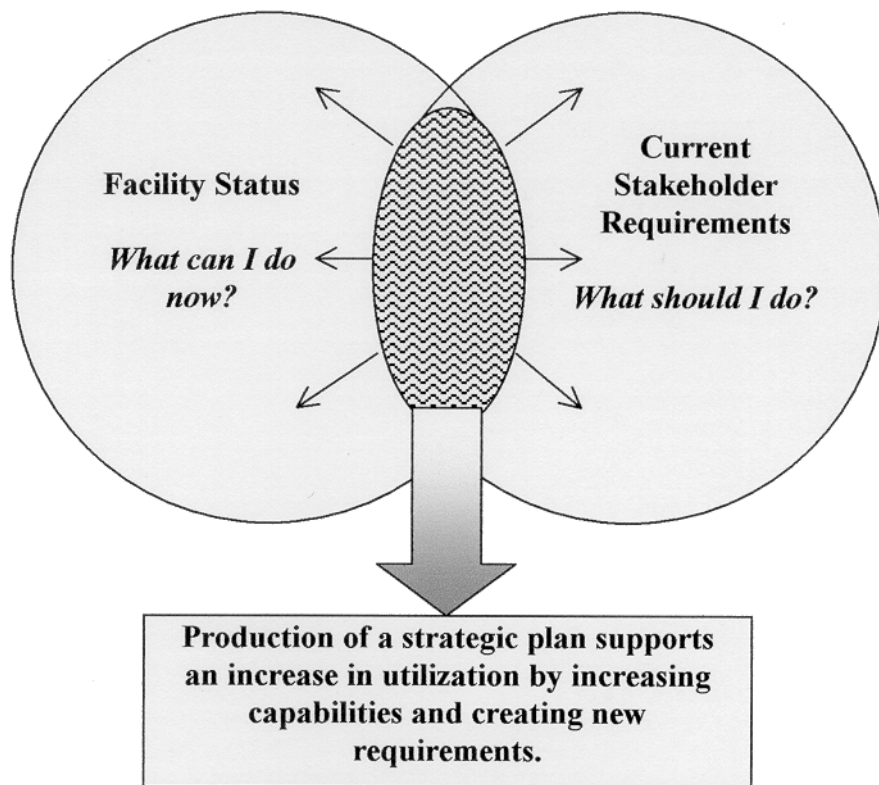 Facility Status
What can I do
now?
Current
Stakeholder
Requirements
What should I do?
Production of a strategic plan supports
an increase in utilization by increasing
capabilities and creating new
requirements.